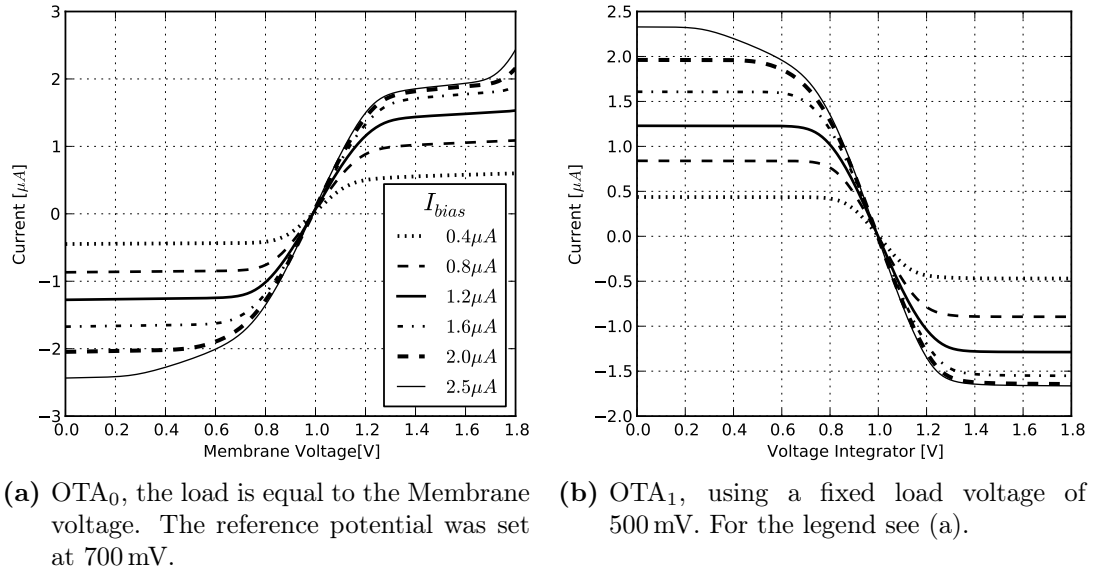 3
2
1
0
−1
−2
−3
0.0 0.2 0.4 0.6 0.8 1.0 1.2 1.4 1.6 1.8
Membrane Voltage[V]
Current [μA]
I_bias
0.4μA
0.8μA
1.2μA
1.6μA
2.0μA
2.5μA
2.5
2.0
1.5
1.0
0.5
0.0
−0.5
−1.0
−1.5
−2.0
0.0 0.2 0.4 0.6 0.8 1.0 1.2 1.4 1.6 1.8
Voltage Integrator [V]
Current [μA]
(a) OTA₀, the load is equal to the Membrane
voltage. The reference potential was set
at 700 mV.
(b) OTA₁, using a fixed load voltage of
500 mV. For the legend see (a).